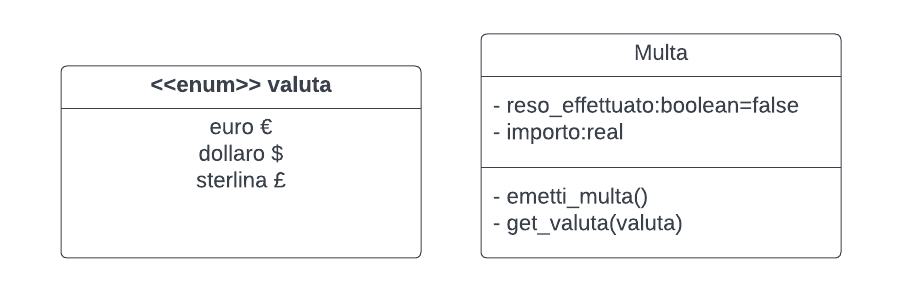 <<enum>> valuta
euro €
dollaro $
sterlina £
Multa
- reso_effettuato:boolean=false
- importo:real
- emetti_multa()
- get_valuta(valuta)